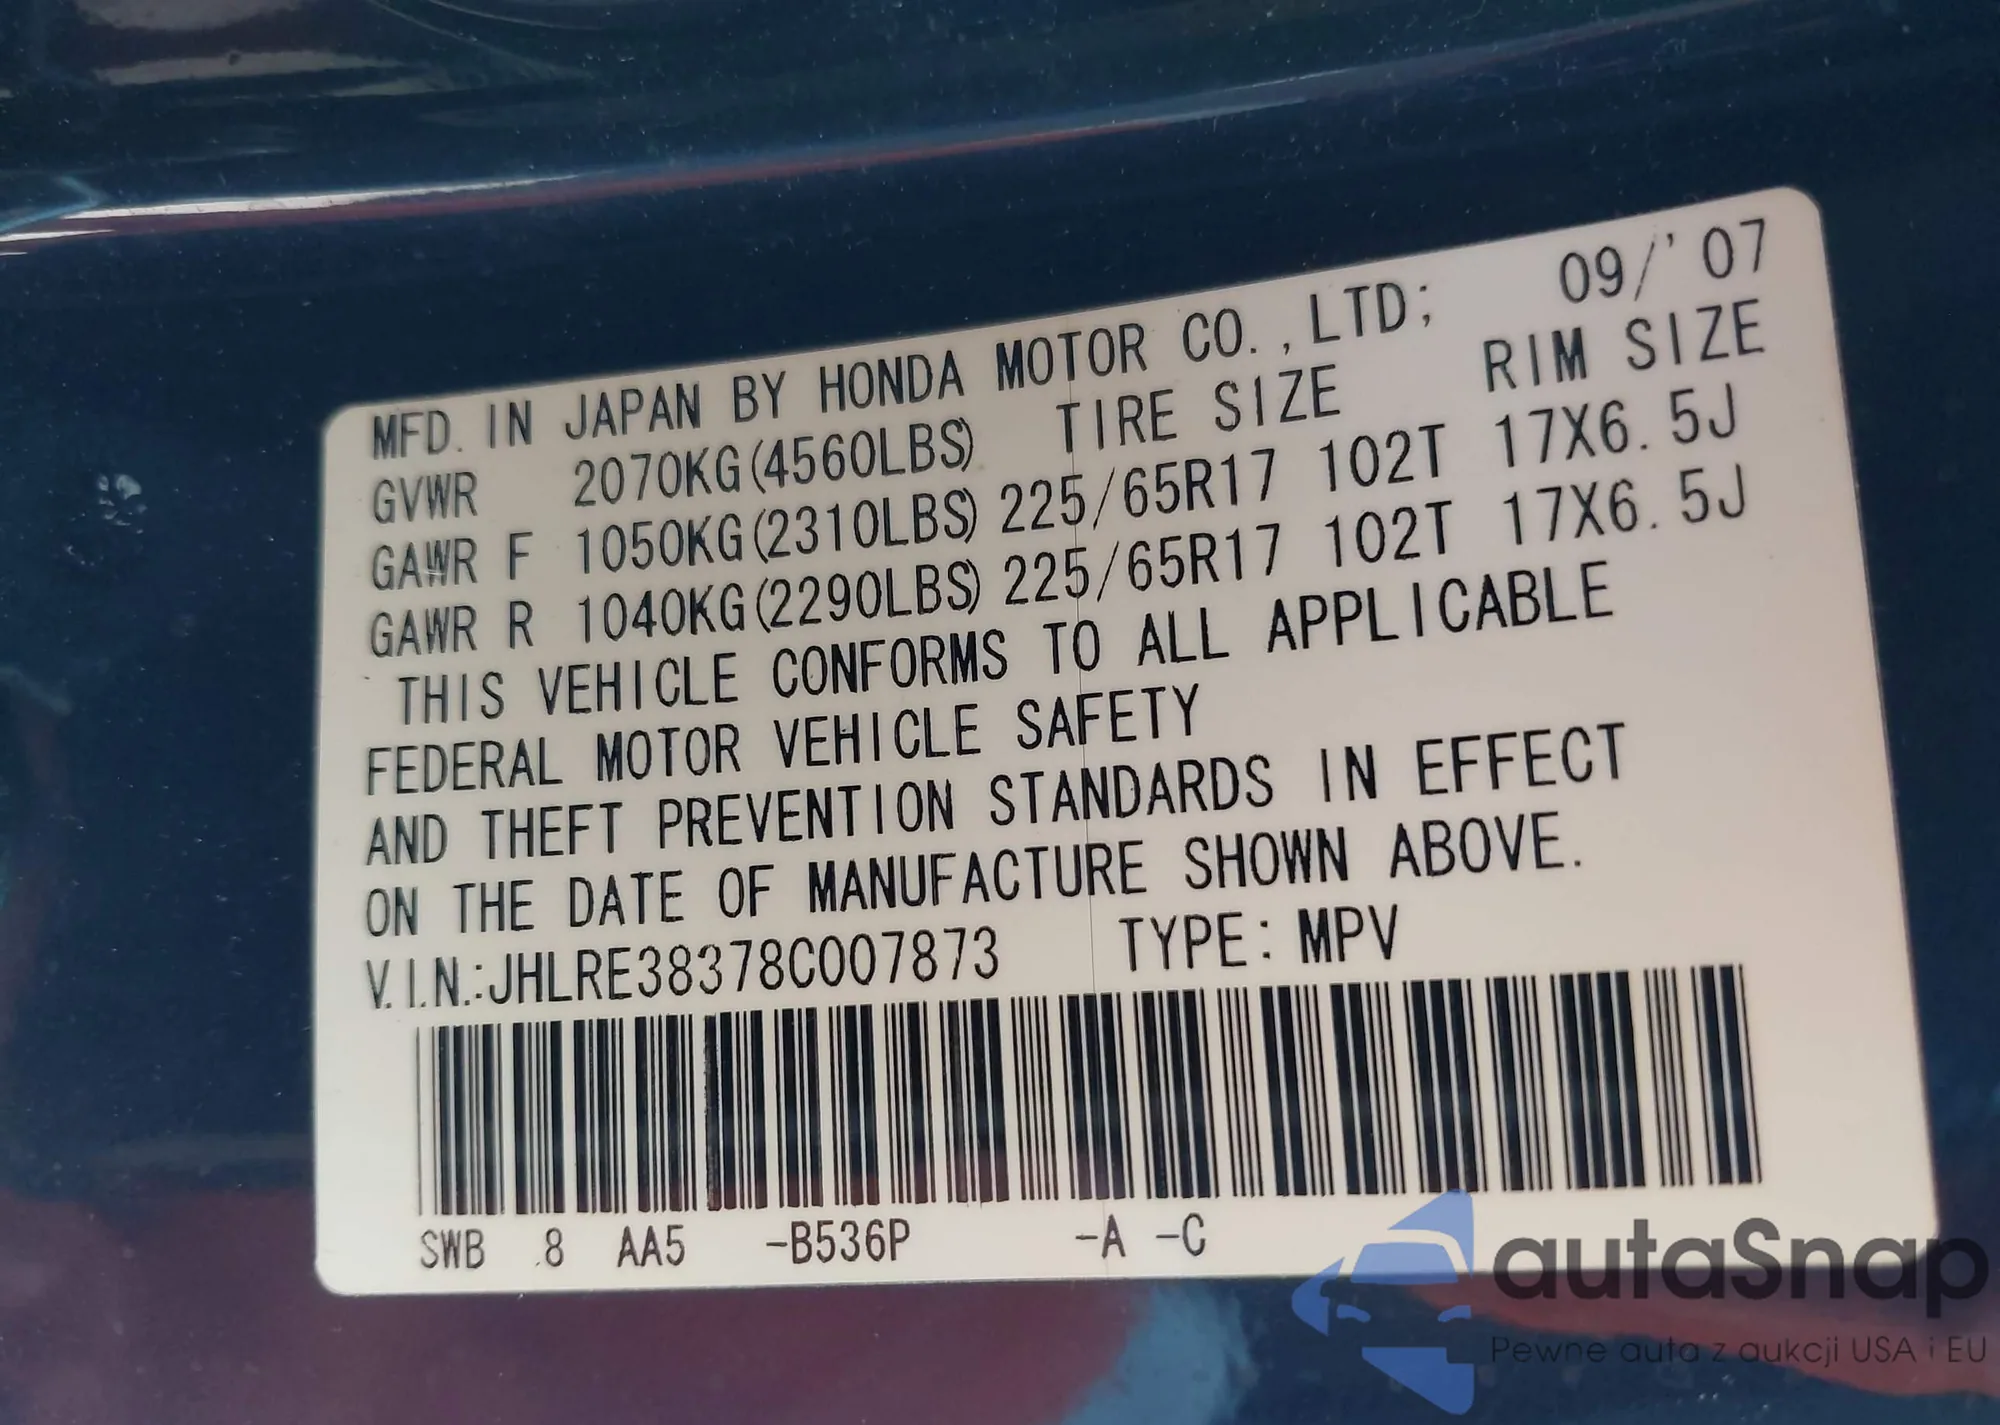 MFD. IN JAPAN BY HONDA MOTOR CO.,LTD; 09/'07
GVWR 2070KG(4560LBS) TIRE SIZE RIM SIZE
GAWR F 1050KG(2310LBS) 225/65R17 102T 17X6.5J
GAWR R 1040KG(2290LBS) 225/65R17 102T 17X6.5J
THIS VEHICLE CONFORMS TO ALL APPLICABLE
FEDERAL MOTOR VEHICLE SAFETY
AND THEFT PREVENTION STANDARDS IN EFFECT
ON THE DATE OF MANUFACTURE SHOWN ABOVE.
V.I.N.:JHLRE38378C007873 TYPE: MPV
SWB .8 AA5 -B536P -A -C
autaSnap
Pewne auta z aukcji USA i EU